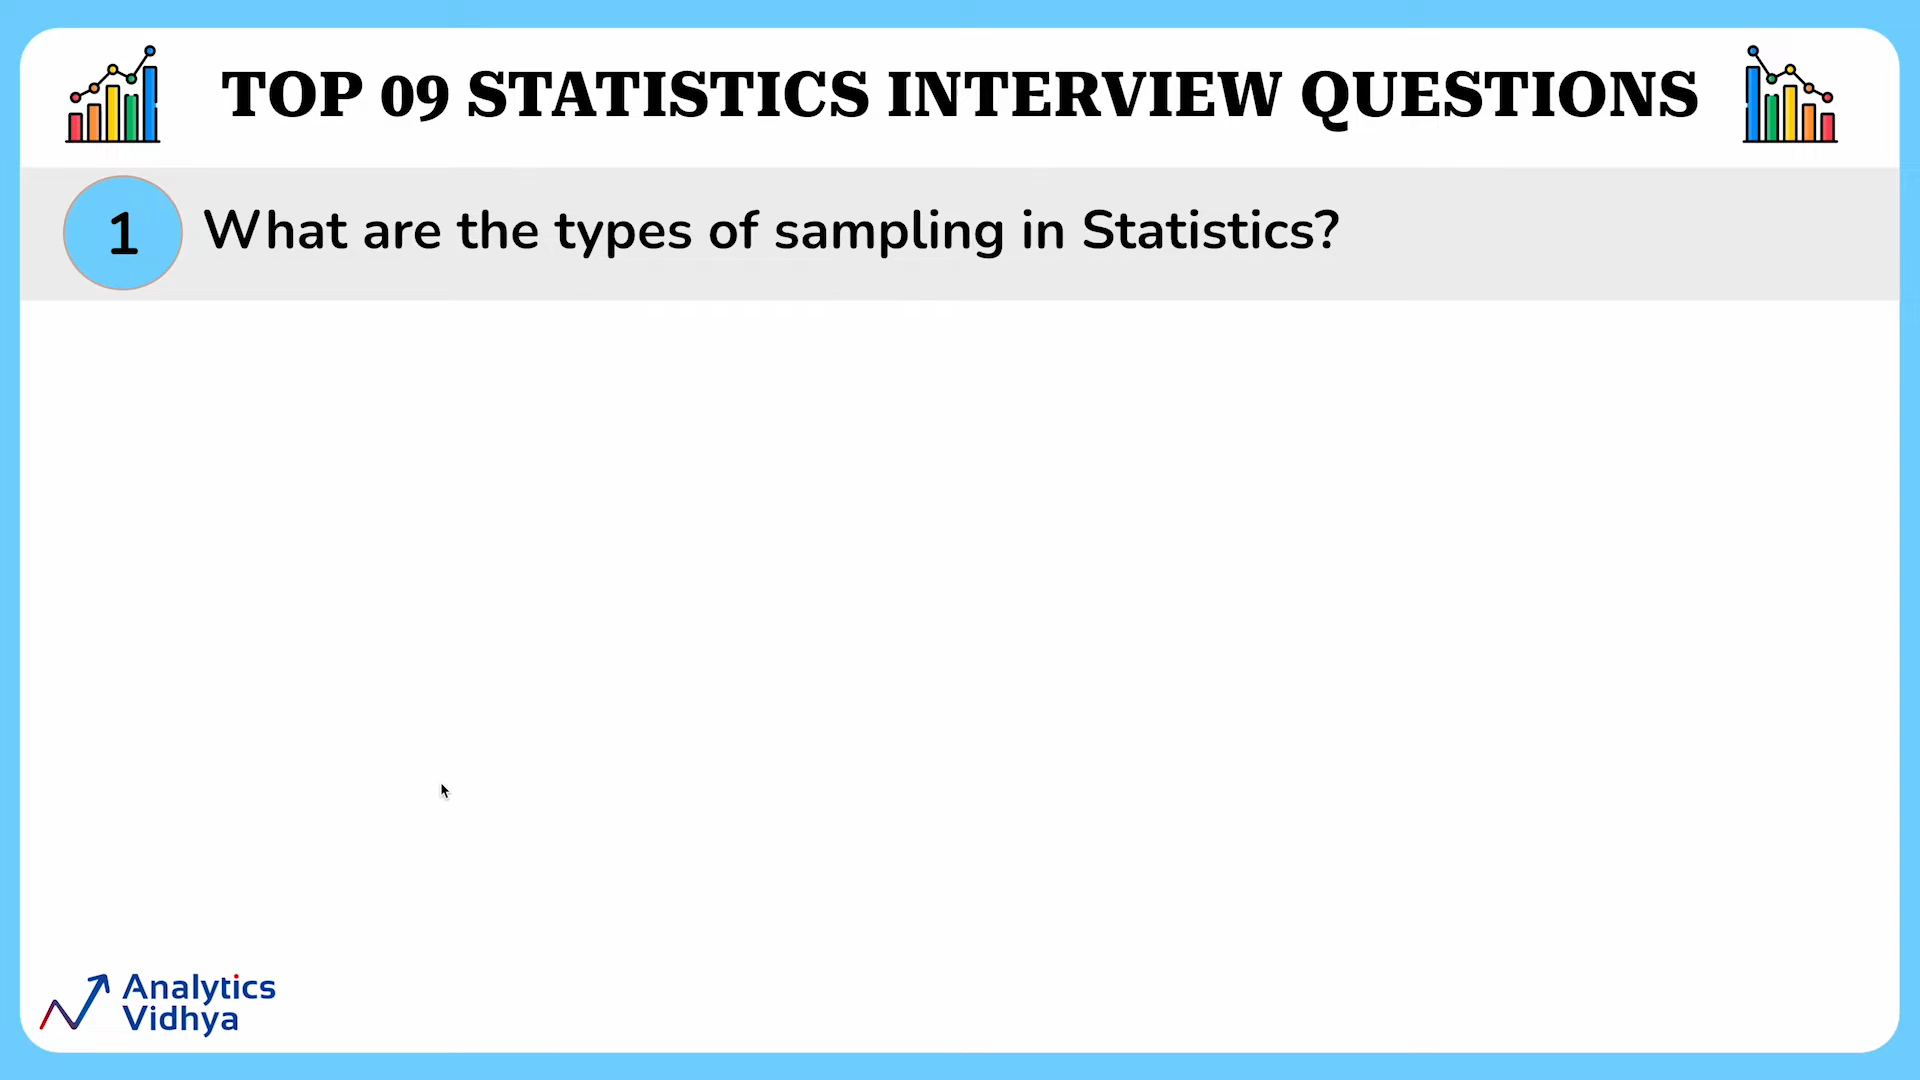 TOP 09 STATISTICS INTERVIEW QUESTIONS
1 What are the types of sampling in Statistics?
Analytics
Vidhya